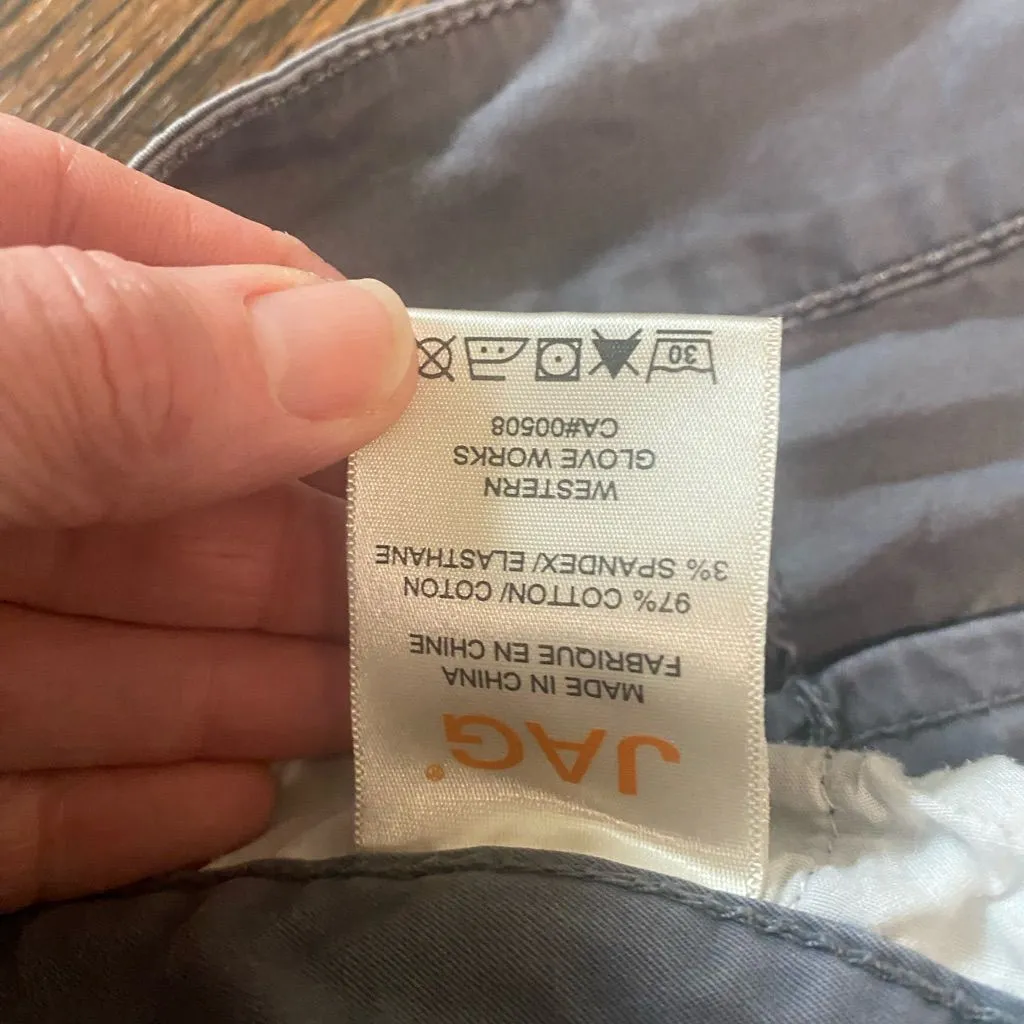 JAG®
MADE IN CHINA
FABRIQUE EN CHINE
97% COTTON/ COTON
3% SPANDEX/ ELASTHANE
WESTERN
GLOVE WORKS
CA#00508
30